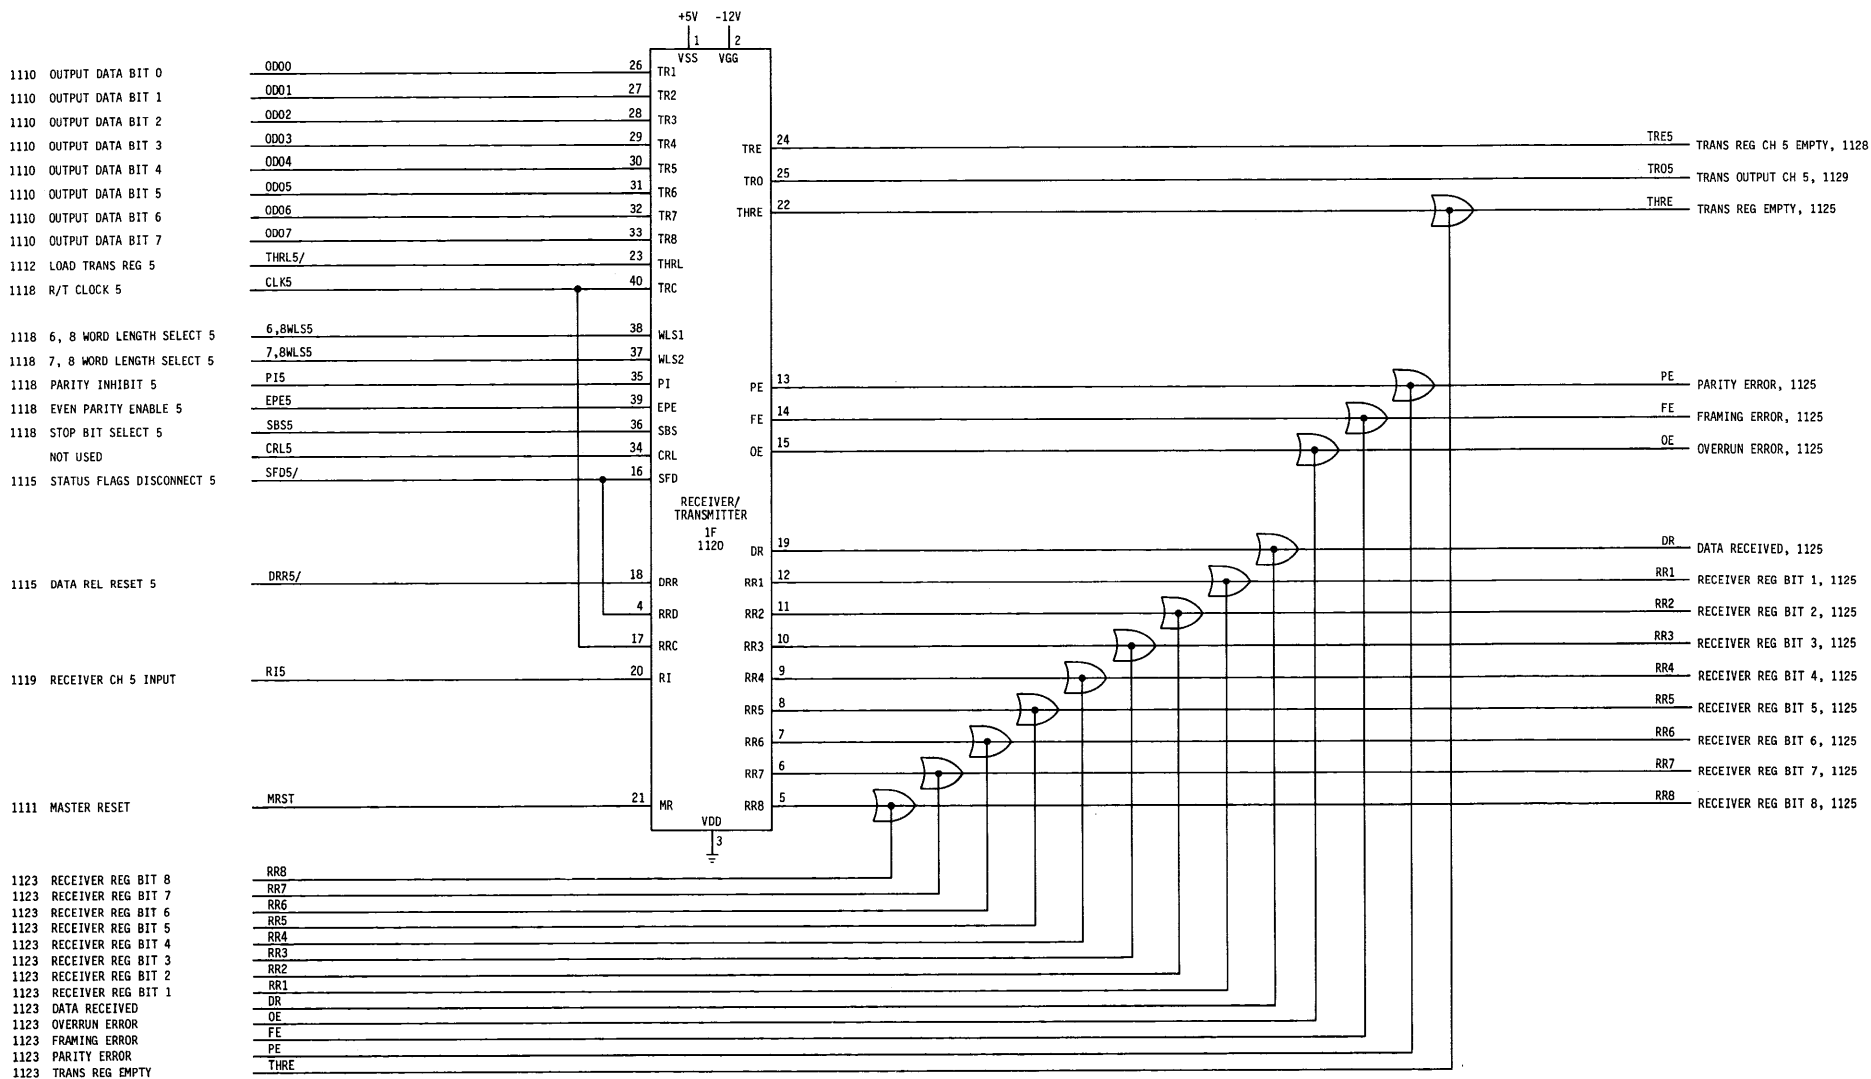 +5V -12V
1 2
VSS VGG
1110 OUTPUT DATA BIT 0 OD00 26 TR1
1110 OUTPUT DATA BIT 1 OD01 27 TR2
1110 OUTPUT DATA BIT 2 OD02 28 TR3
1110 OUTPUT DATA BIT 3 OD03 29 TR4
1110 OUTPUT DATA BIT 4 OD04 30 TR5
1110 OUTPUT DATA BIT 5 OD05 31 TR6
1110 OUTPUT DATA BIT 6 OD06 32 TR7
1110 OUTPUT DATA BIT 7 OD07 33 TR8
1112 LOAD TRANS REG 5 THRL5/ 23 THRL
1118 R/T CLOCK 5 CLK5 40 TRC
1118 6, 8 WORD LENGTH SELECT 5 6,8WLS5 38 WLS1
1118 7, 8 WORD LENGTH SELECT 5 7,8WLS5 37 WLS2
1118 PARITY INHIBIT 5 PI5 35 PI
1118 EVEN PARITY ENABLE 5 EPE5 39 EPE
1118 STOP BIT SELECT 5 SBS5 36 SBS
NOT USED CRL5 34 CRL
1115 STATUS FLAGS DISCONNECT 5 SFD5/ 16 SFD
RECEIVER/
TRANSMITTER
1F
1120
1115 DATA REL RESET 5 DRR5/ 18 DRR
4 RRD
17 RRC
1119 RECEIVER CH 5 INPUT RI5 20 RI
1111 MASTER RESET MRST 21 MR
VDD
3
TRE 24 TRE5 TRANS REG CH 5 EMPTY, 1128
TRO 25 TRO5 TRANS OUTPUT CH 5, 1129
THRE 22 THRE TRANS REG EMPTY, 1125
PE 13 PE PARITY ERROR, 1125
FE 14 FE FRAMING ERROR, 1125
OE 15 OE OVERRUN ERROR, 1125
DR 19 DR DATA RECEIVED, 1125
RR1 12 RR1 RECEIVER REG BIT 1, 1125
RR2 11 RR2 RECEIVER REG BIT 2, 1125
RR3 10 RR3 RECEIVER REG BIT 3, 1125
RR4 9 RR4 RECEIVER REG BIT 4, 1125
RR5 8 RR5 RECEIVER REG BIT 5, 1125
RR6 7 RR6 RECEIVER REG BIT 6, 1125
RR7 6 RR7 RECEIVER REG BIT 7, 1125
RR8 5 RR8 RECEIVER REG BIT 8, 1125
1123 RECEIVER REG BIT 8 RR8
1123 RECEIVER REG BIT 7 RR7
1123 RECEIVER REG BIT 6 RR6
1123 RECEIVER REG BIT 5 RR5
1123 RECEIVER REG BIT 4 RR4
1123 RECEIVER REG BIT 3 RR3
1123 RECEIVER REG BIT 2 RR2
1123 RECEIVER REG BIT 1 RR1
1123 DATA RECEIVED DR
1123 OVERRUN ERROR OE
1123 FRAMING ERROR FE
1123 PARITY ERROR PE
1123 TRANS REG EMPTY THRE